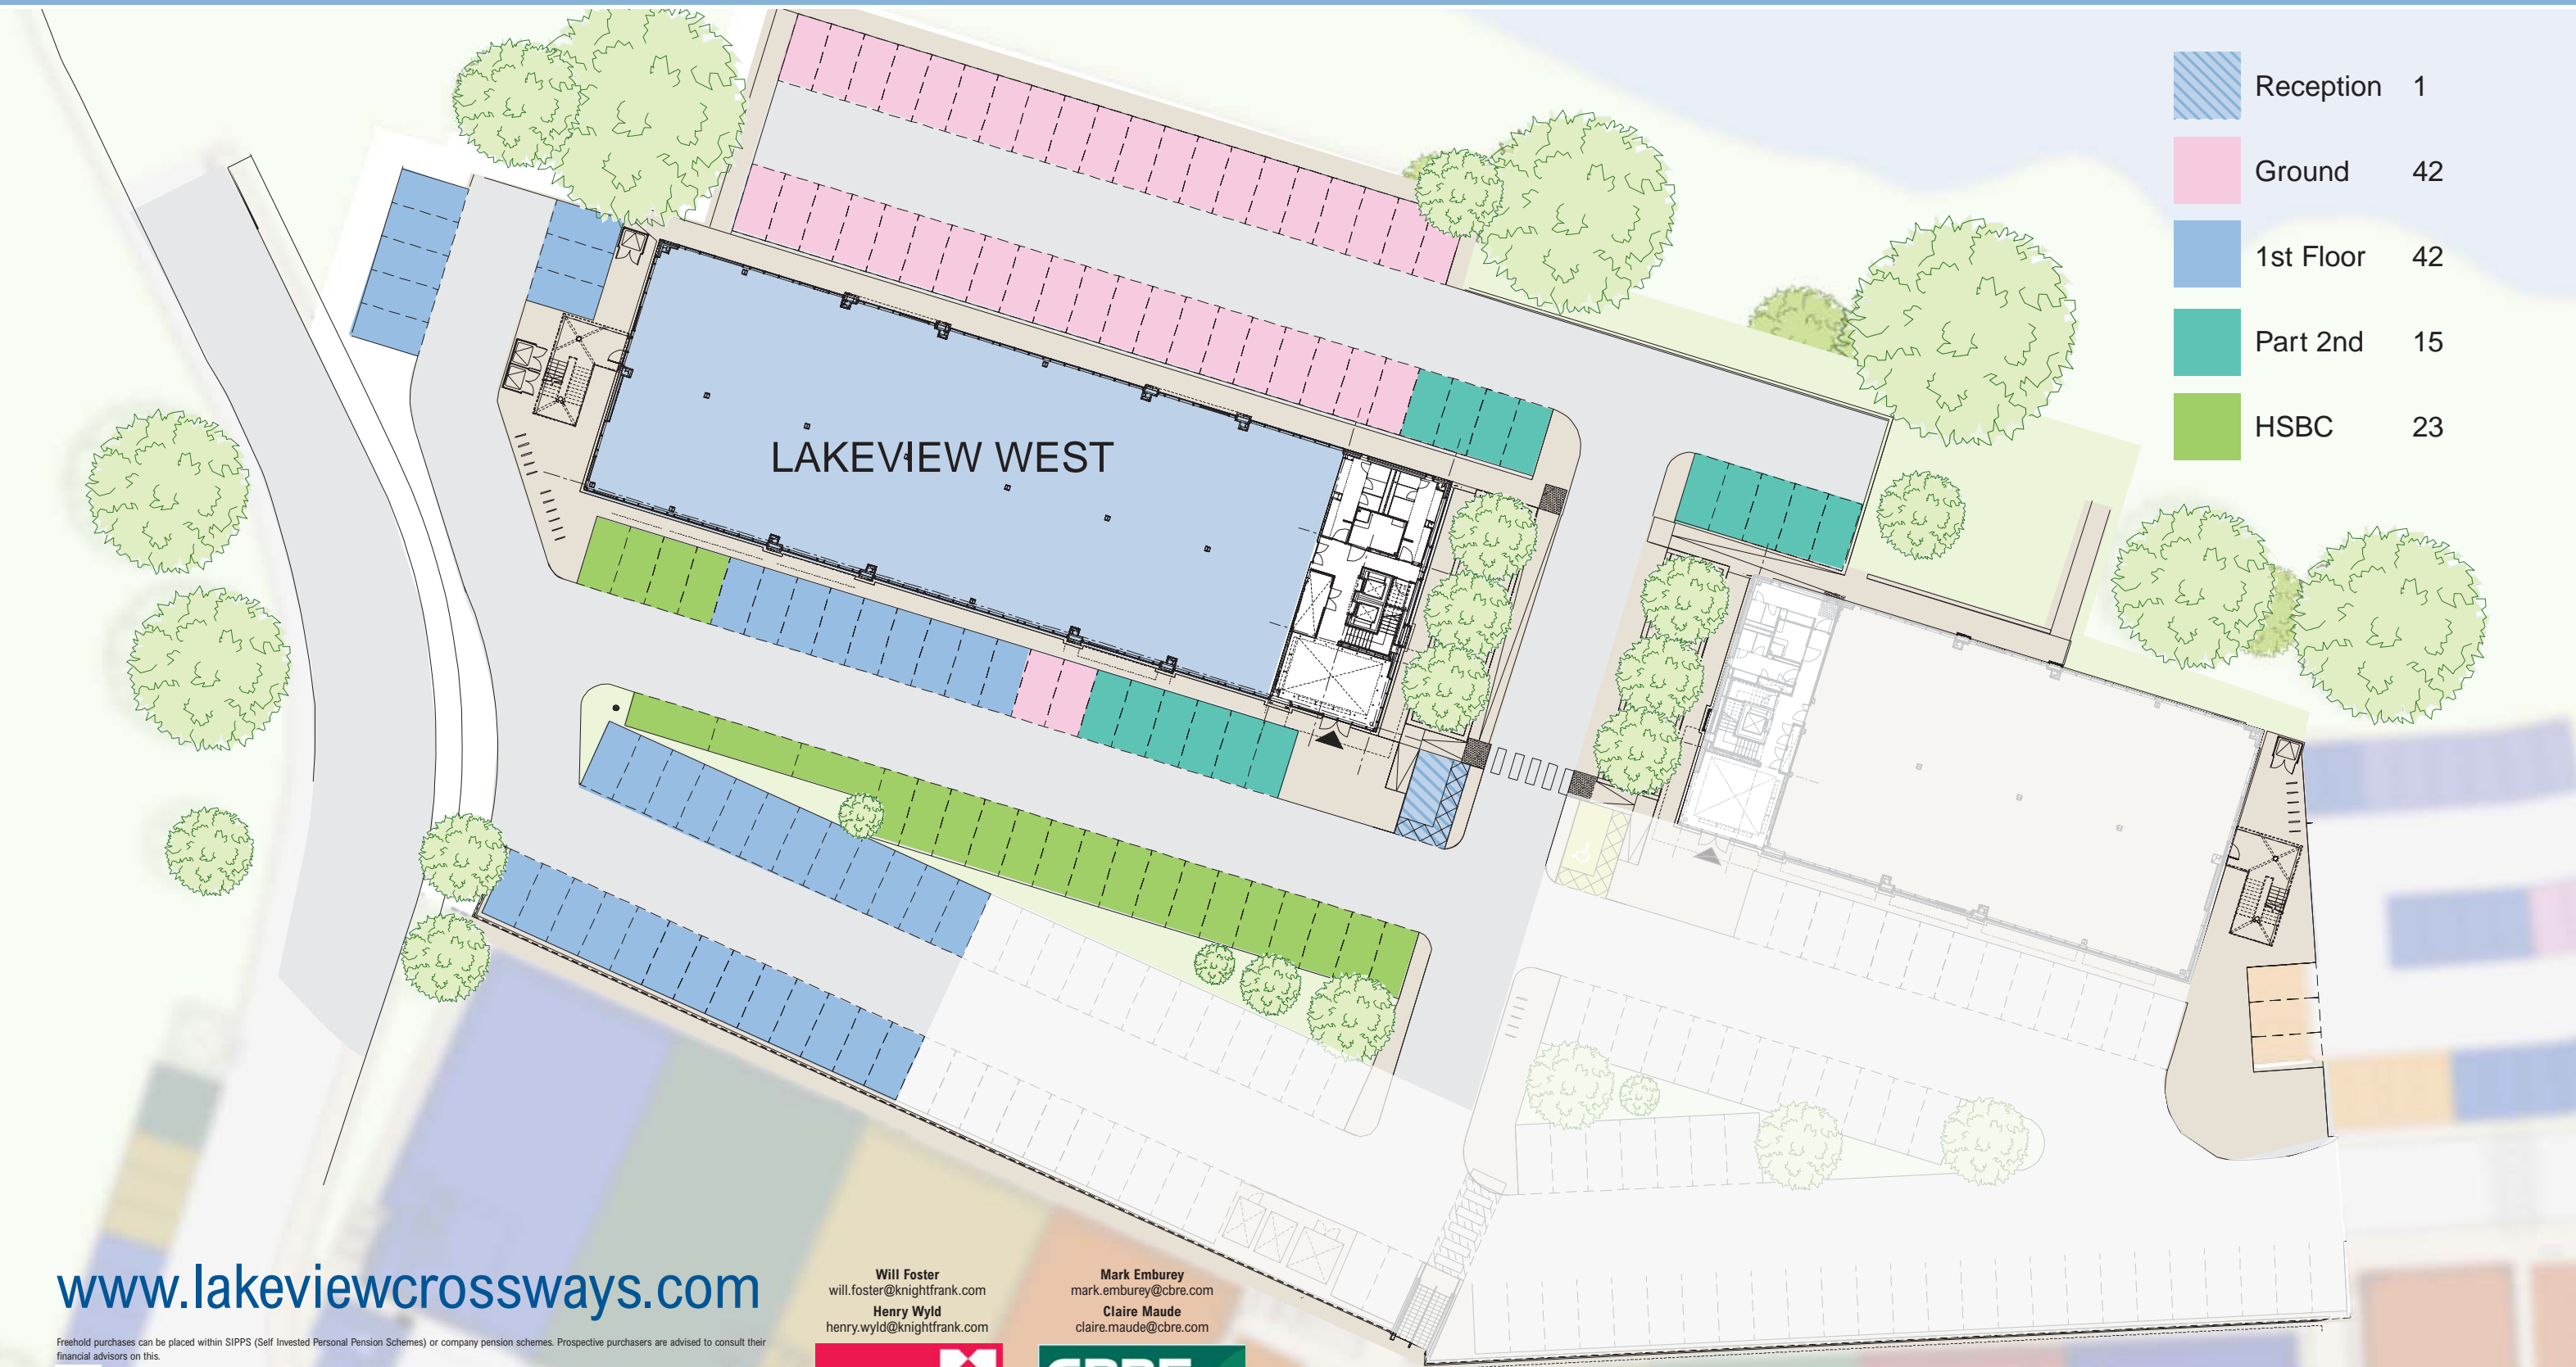 Reception 1
Ground 42
1st Floor 42
Part 2nd 15
HSBC 23
LAKEVIEW WEST
www.lakeviewcrossways.com
Freehold purchases can be placed within SIPPS (Self Invested Personal Pension Schemes) or company pension schemes. Prospective purchasers are advised to consult their
financial advisors on this.
Will Foster
will.foster@knightfrank.com
Henry Wyld
henry.wyld@knightfrank.com
Mark Emburey
mark.emburey@cbre.com
Claire Maude
claire.maude@cbre.com
CBRE